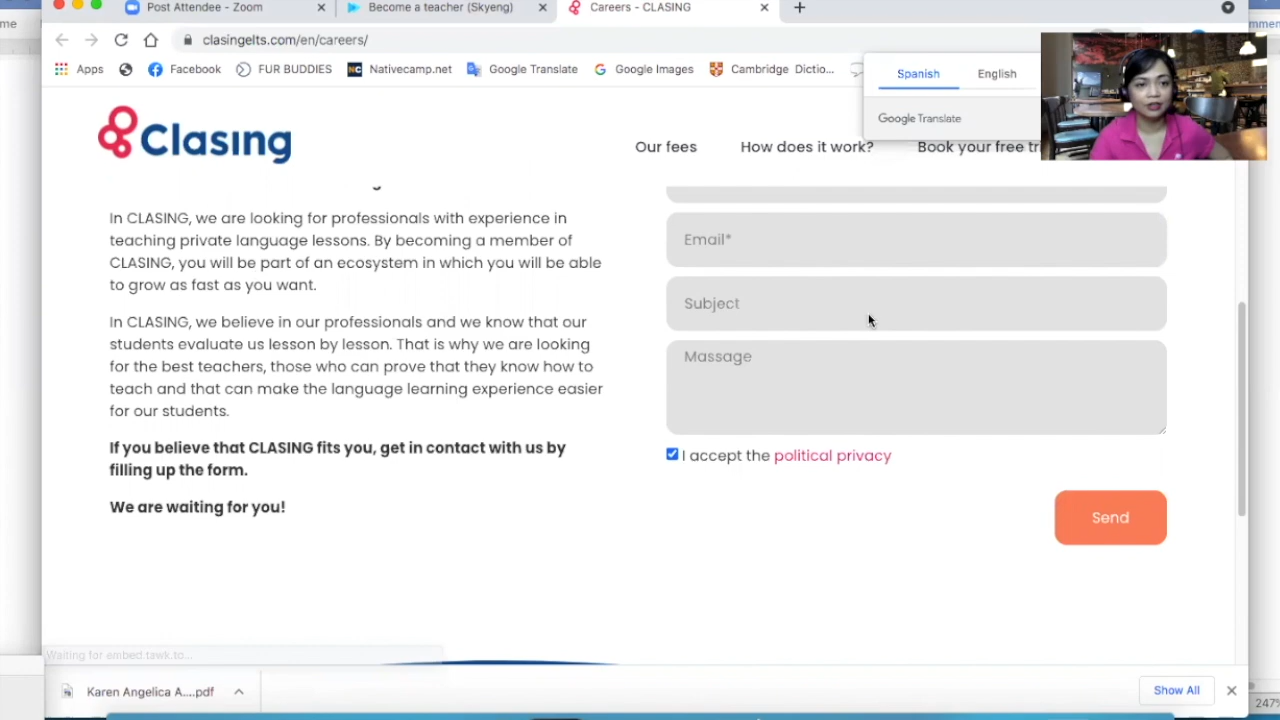 Post Attendee - Zoom
Become a teacher (Skyeng)
Careers - CLASING
clasingelts.com/en/careers/
Apps
Facebook
FUR BUDDIES
NC
Nativecamp.net
Google Translate
Google Images
Cambridge Dictio...
Spanish
English
Google Translate
Clasing
Our fees
How does it work?
Book your free tri
In CLASING, we are looking for professionals with experience in
teaching private language lessons. By becoming a member of
CLASING, you will be part of an ecosystem in which you will be able
to grow as fast as you want.
In CLASING, we believe in our professionals and we know that our
students evaluate us lesson by lesson. That is why we are looking
for the best teachers, those who can prove that they know how to
teach and that can make the language learning experience easier
for our students.
If you believe that CLASING fits you, get in contact with us by
filling up the form.
We are waiting for you!
Email*
Subject
Massage
I accept the political privacy
Send
Waiting for embed.tawk.to...
Karen Angelica A....pdf
Show All
247%